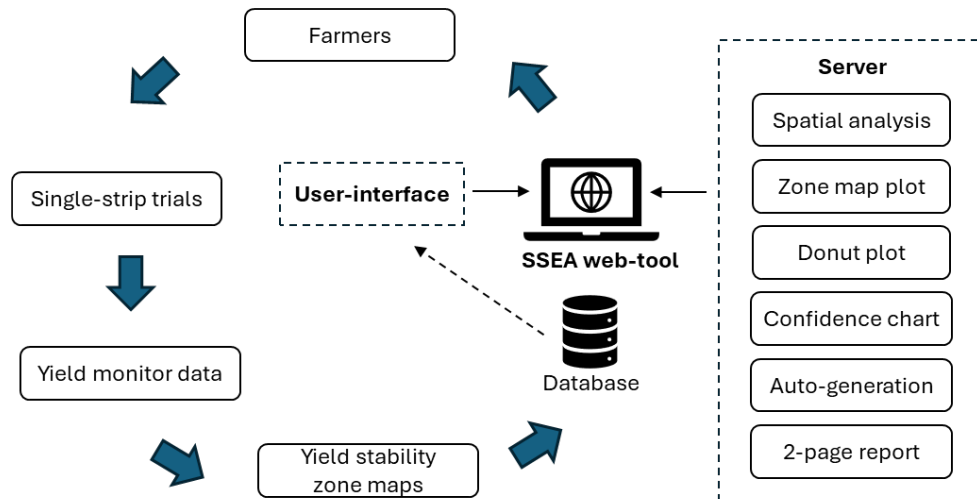 Farmers
Single-strip trials
Yield monitor data
Yield stability
zone maps
User-interface
SSEA web-tool
Database
Server
Spatial analysis
Zone map plot
Donut plot
Confidence chart
Auto-generation
2-page report